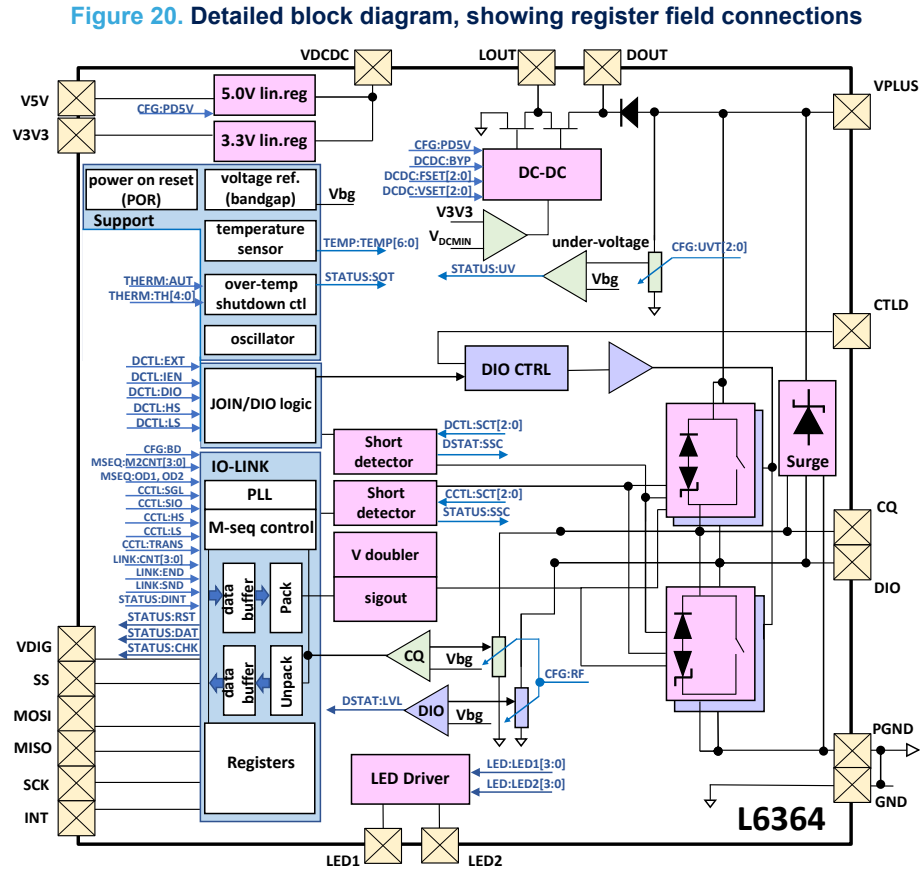 Figure 20. Detailed block diagram, showing register field connections
VDCDC
LOUT
DOUT
V5V
5.0V lin.reg
VPLUS
CFG:PD5V
V3V3
3.3V lin.reg
CFG:PD5V
DCDC:BYP
DCDC:FSET[2:0]
DCDC:VSET[2:0]
DC-DC
power on reset
(POR)
voltage ref.
(bandgap)
Vbg
Support
V3V3
VDCMIN
temperature
sensor
TEMP:TEMP[6:0]
under-voltage
CFG:UVT[2:0]
STATUS:UV
Vbg
THERM:AUT
THERM:TH[4:0]
over-temp
shutdown ctl
STATUS:SOT
oscillator
CTLD
DCTL:EXT
DCTL:IEN
DCTL:DIO
DCTL:HS
DCTL:LS
JOIN/DIO logic
DIO CTRL
Short
detector
DCTL:SCT[2:0]
DSTAT:SSC
Surge
CFG:BD
MSEQ:M2CNT[3:0]
MSEQ:OD1, OD2
CCTL:SGL
CCTL:SIO
CCTL:HS
CCTL:LS
CCTL:TRANS
LINK:CNT[3:0]
LINK:END
LINK:SND
STATUS:DINT
STATUS:RST
STATUS:DAT
STATUS:CHK
IO-LINK
PLL
M-seq control
Short
detector
CCTL:SCT[2:0]
STATUS:SSC
V doubler
sigout
CQ
DIO
data
buffer
Pack
data
buffer
Unpack
CQ
Vbg
CFG:RF
DSTAT:LVL
DIO
Vbg
VDIG
SS
MOSI
MISO
SCK
INT
Registers
LED Driver
LED:LED1[3:0]
LED:LED2[3:0]
PGND
GND
L6364
LED1
LED2